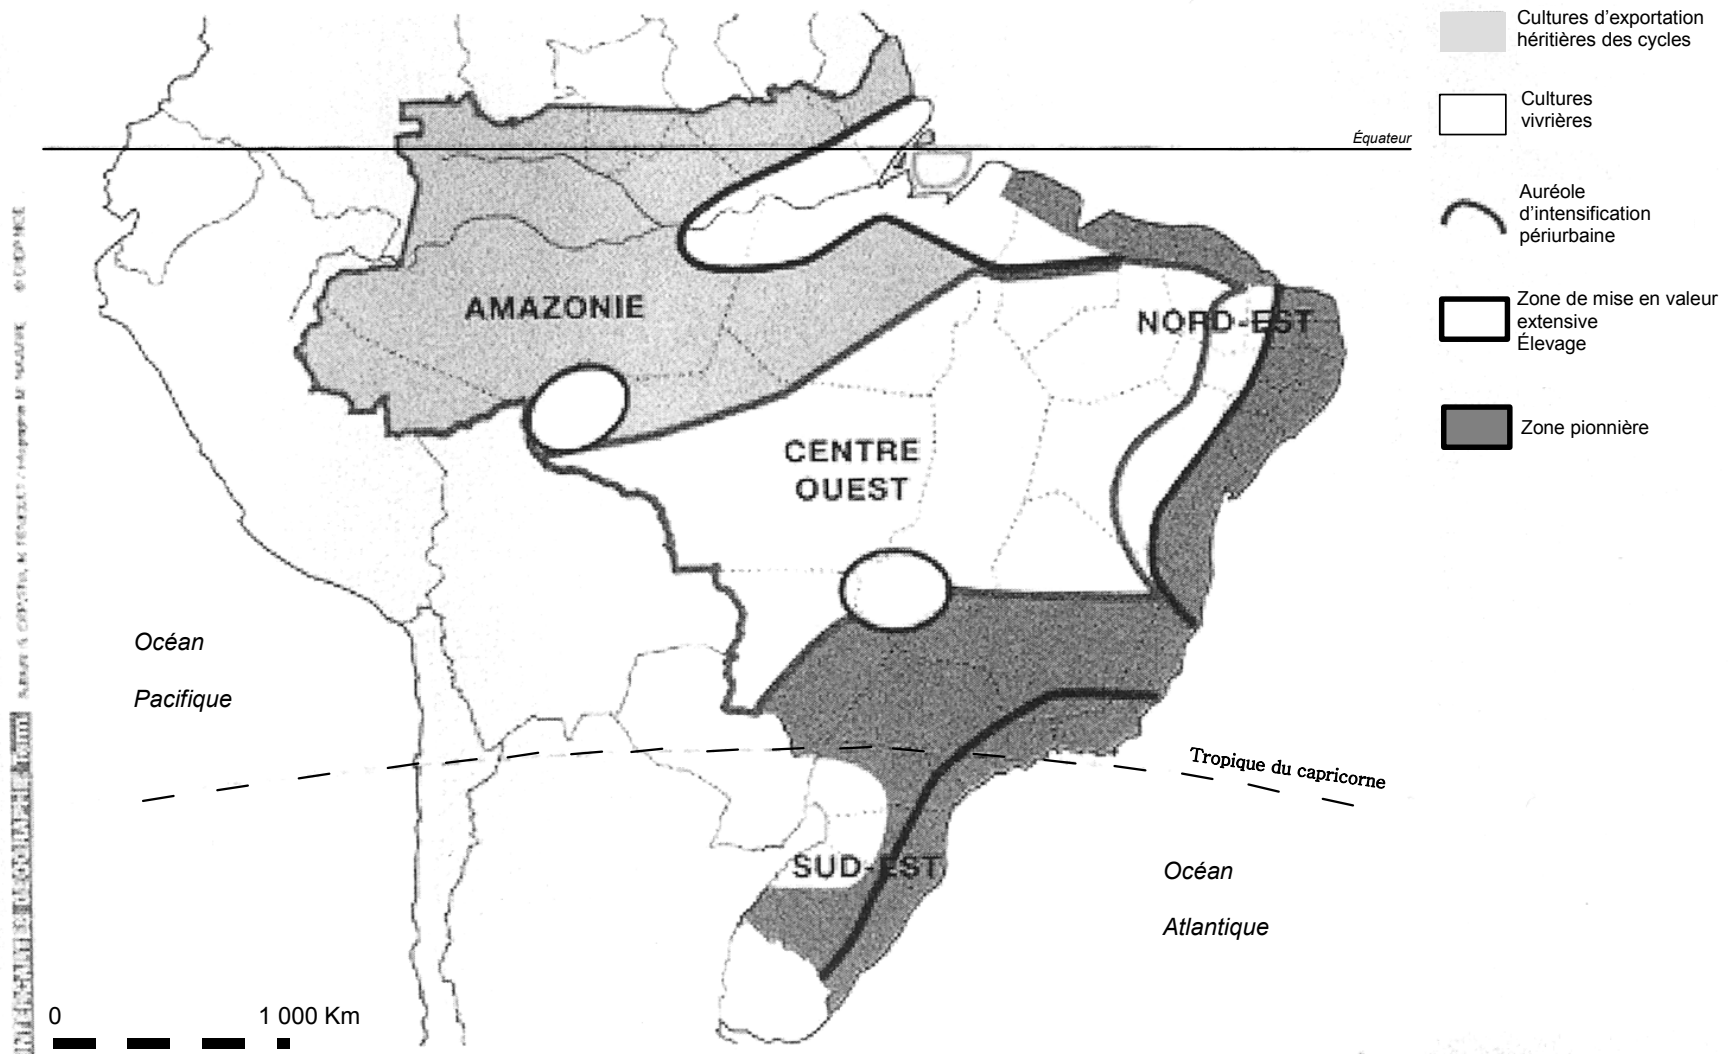 Cultures d’exportation
héritières des cycles
Cultures
vivrières
Équateur
Auréole
d’intensification
périurbaine
Zone de mise en valeur
extensive
Élevage
Zone pionnière
AMAZONIE
NORD-EST
CENTRE
OUEST
Océan
Pacifique
Tropique du capricorne
SUD-EST
Océan
Atlantique
0 1 000 Km